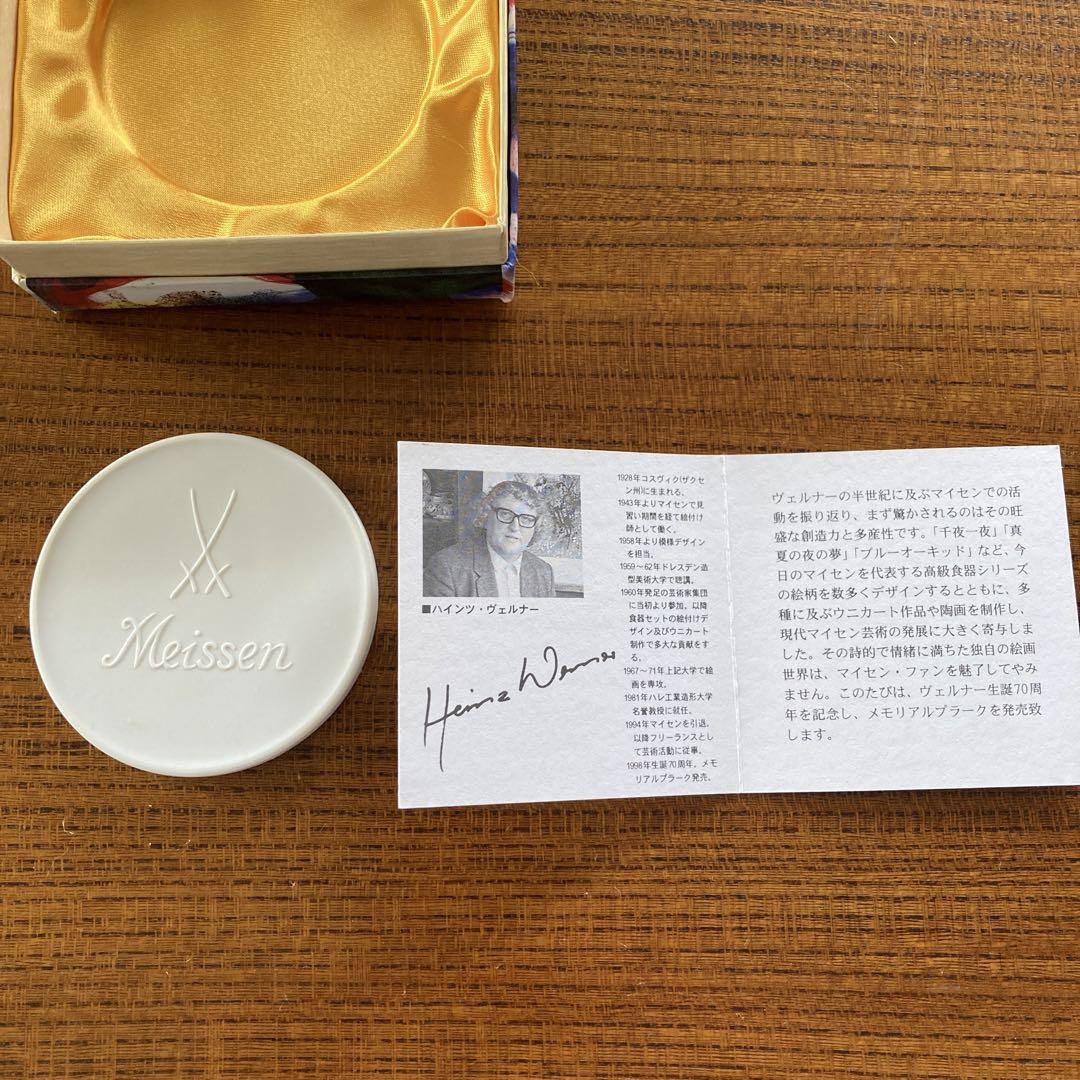 Meissen
■ハインツ・ヴェルナー
Heinz Werner
1928年コスヴィク(ザクセ
ン州)に生まれる。
1943年よりマイセンで見
習い期間を経て絵付け
師として働く。
1958年より模様デザイン
を担当。
1959～62年ドレスデン造
型美術大学で聴講。
1960年発足の芸術家集団
に当初より参加。以降
食器セットの絵付けデ
ザイン及びウニカート
制作で多大な貢献をす
る。
1967～71年上記大学で絵
画を専攻。
1981年ハレ工業造形大学
名誉教授に就任。
1994年マイセンを引退。
以降フリーランスとし
て芸術活動に従事。
1998年生誕70周年。メモ
リアルプラーク発売。
ヴェルナーの半世紀に及ぶマイセンでの活
動を振り返り、まず驚かされるのはその旺
盛な創造力と多産性です。「千夜一夜」「真
夏の夜の夢」「ブルーオーキッド」など、今
日のマイセンを代表する高級食器シリーズ
の絵柄を数多くデザインするとともに、多
種に及ぶウニカート作品や陶画を制作し、
現代マイセン芸術の発展に大きく寄与しま
した。その詩的で情緒に満ちた独自の絵画
世界は、マイセン・ファンを魅了してやみ
ません。このたびは、ヴェルナー生誕70周
年を記念し、メモリアルプラークを発売致
します。